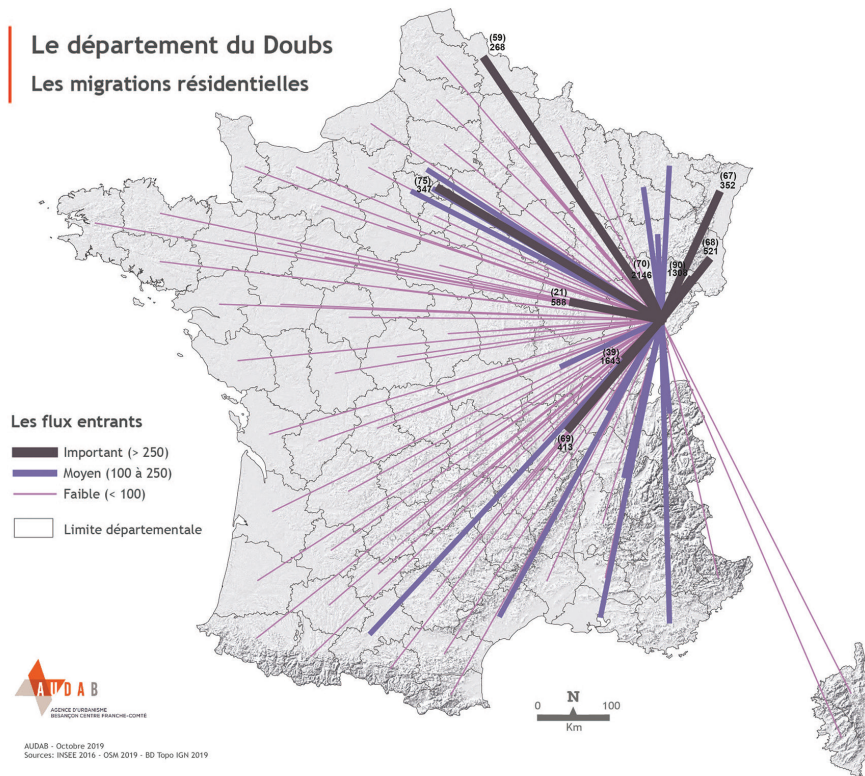 Le département du Doubs
Les migrations résidentielles
(59)
268
(75)
347
(67)
352
(68)
521
(70)
2146
(90)
1308
(21)
588
(39)
1643
(69)
413
Les flux entrants
Important (> 250)
Moyen (100 à 250)
Faible (< 100)
Limite départementale
AUDAB
AGENCE D'URBANISME
BESANÇON CENTRE FRANCHE-COMTÉ
N
0 100
Km
AUDAB - Octobre 2019
Sources: INSEE 2016 - OSM 2019 - BD Topo IGN 2019